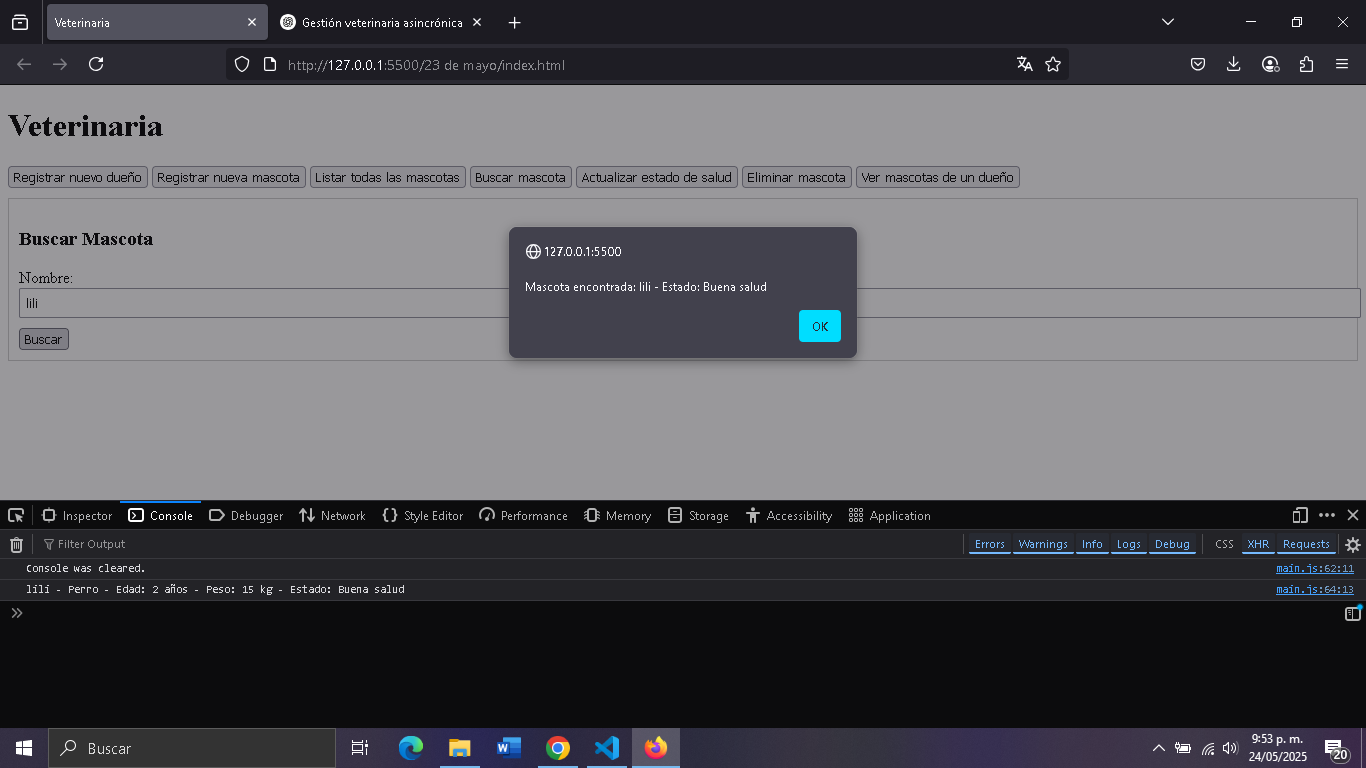 Veterinaria
Gestión veterinaria asincrónica
http://127.0.0.1:5500/23 de mayo/index.html
Veterinaria
Registrar nuevo dueño Registrar nueva mascota Listar todas las mascotas Buscar mascota Actualizar estado de salud Eliminar mascota Ver mascotas de un dueño
Buscar Mascota
Nombre:
lili
Buscar
127.0.0.1:5500
Mascota encontrada: lili - Estado: Buena salud
OK
Inspector Console Debugger Network Style Editor Performance Memory Storage Accessibility Application
Filter Output Errors Warnings Info Logs Debug CSS XHR Requests
Console was cleared. main.js:62:11
lili - Perro - Edad: 2 años - Peso: 15 kg - Estado: Buena salud main.js:64:13
Buscar
9:53 p. m.
24/05/2025
20